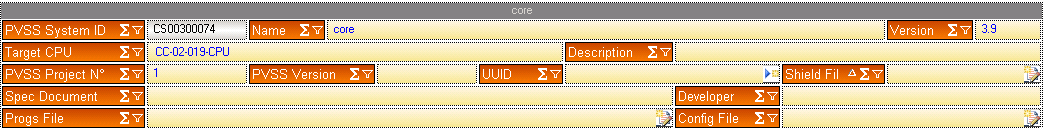 core
PVSS System ID CS00300074 Name core Version 3.9
Target CPU CC-02-019-CPU Description
PVSS Project N° 1 PVSS Version UUID Shield Fil
Spec Document Developer
Progs File Config File